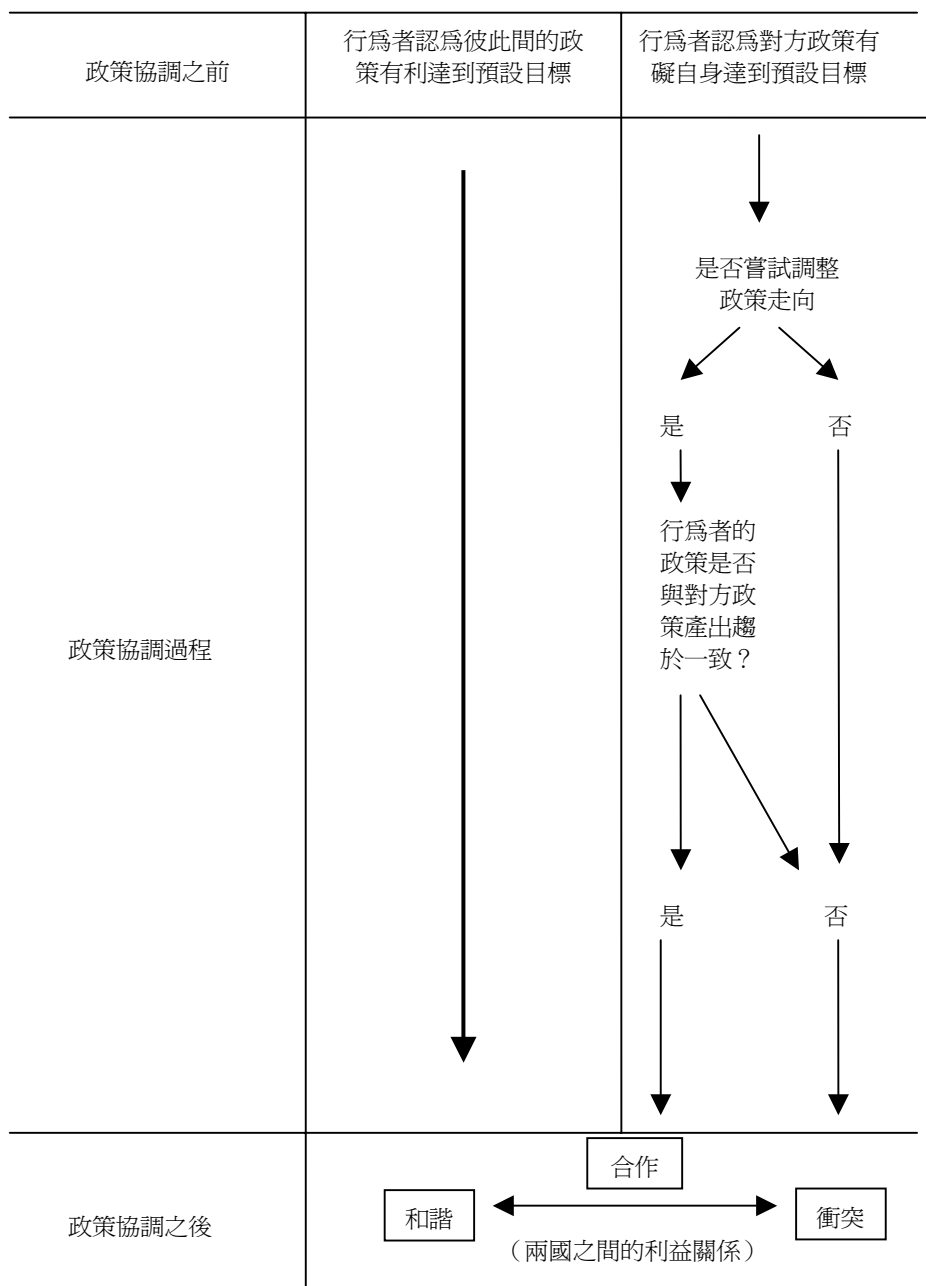 政策協調之前
行爲者認爲彼此間的政
策有利達到預設目標
行爲者認爲對方政策有
礙自身達到預設目標
政策協調過程
是否嘗試調整
政策走向
是
否
行爲者的
政策是否
與對方政
策產出趨
於一致？
是
否
政策協調之後
合作
和諧
衝突
（兩國之間的利益關係）